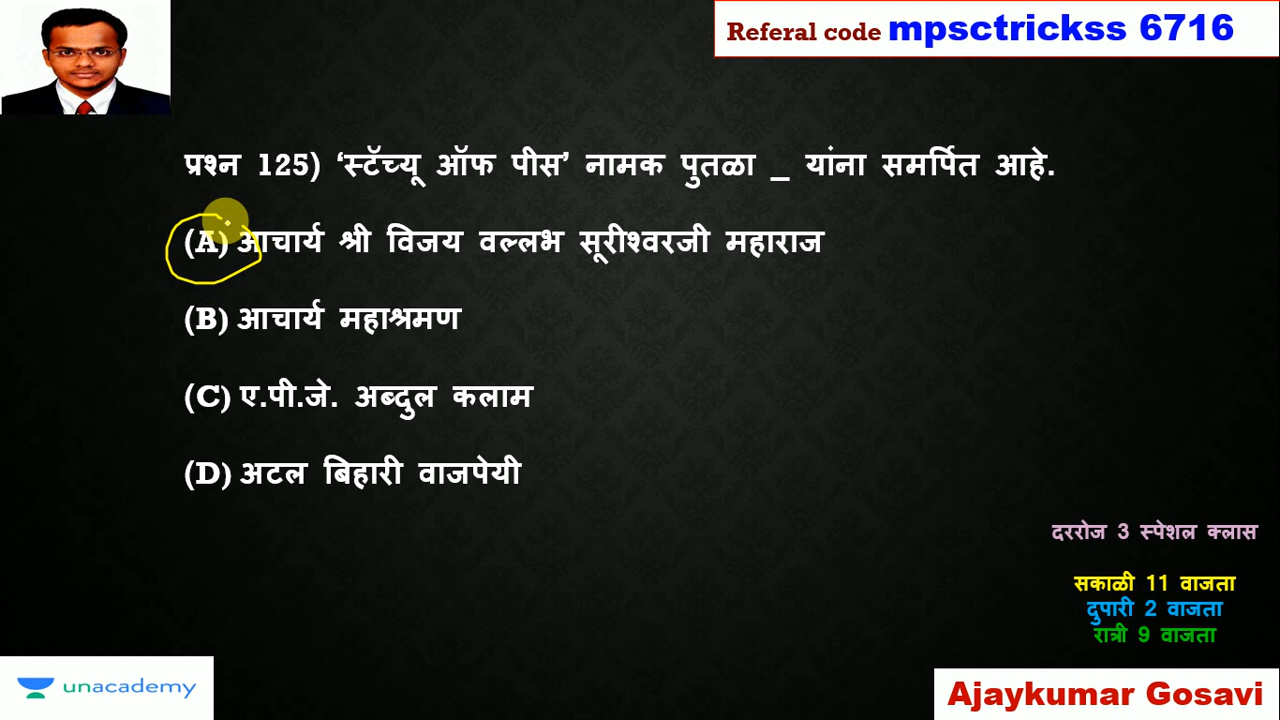 Referal code mpsctrickss 6716
प्रश्न 125) ‘स्टॅच्यू ऑफ पीस’ नामक पुतळा _ यांना समर्पित आहे.
(A) आचार्य श्री विजय वल्लभ सूरीश्वरजी महाराज
(B) आचार्य महाश्रमण
(C) ए.पी.जे. अब्दुल कलाम
(D) अटल बिहारी वाजपेयी
दररोज 3 स्पेशल क्लास
सकाळी 11 वाजता
दुपारी 2 वाजता
रात्री 9 वाजता
unacademy
Ajaykumar Gosavi